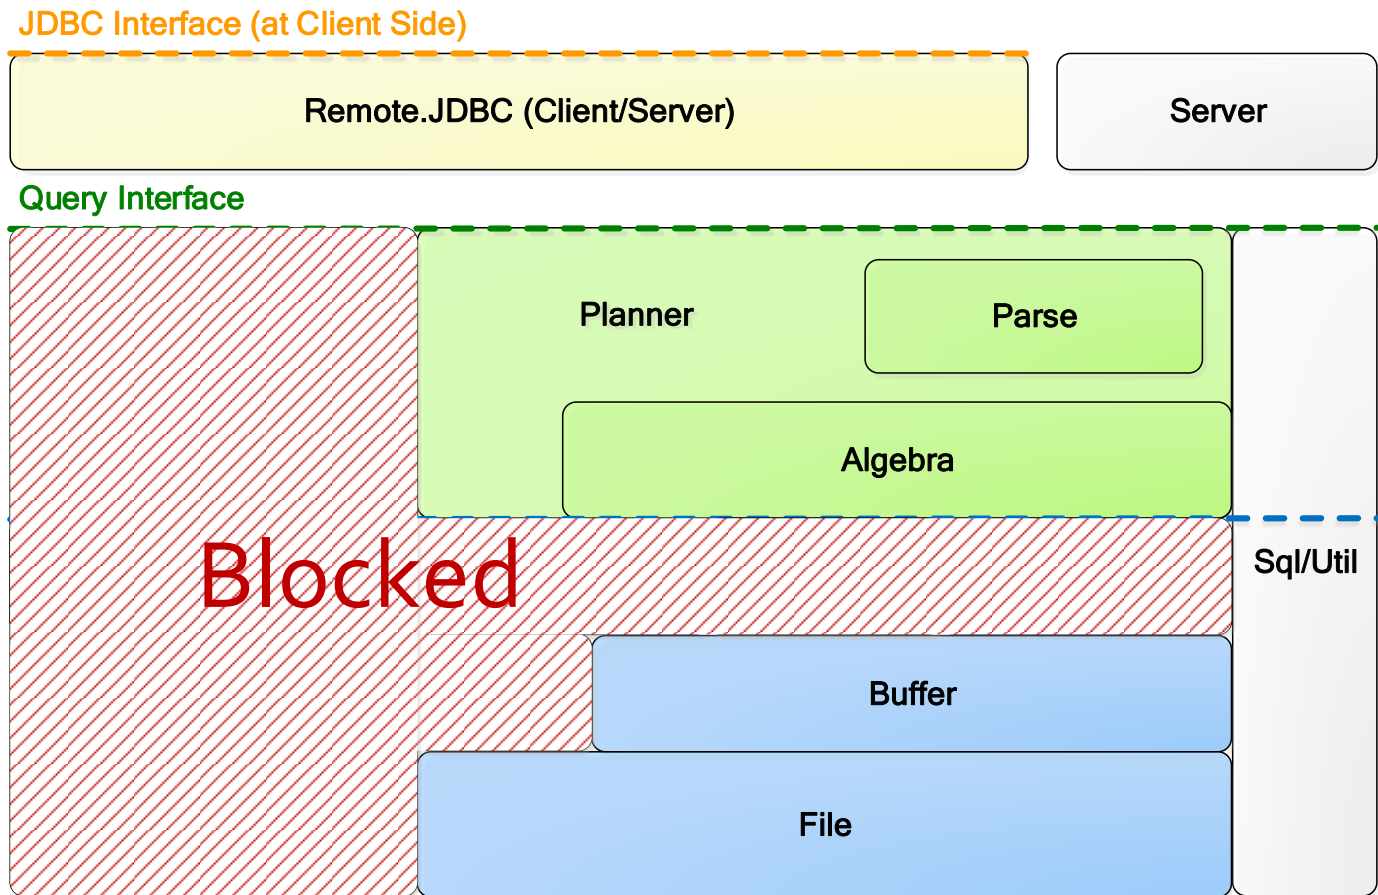 JDBC Interface (at Client Side)
Remote.JDBC (Client/Server)
Server
Query Interface
Planner
Parse
Algebra
Blocked
Sql/Util
Buffer
File